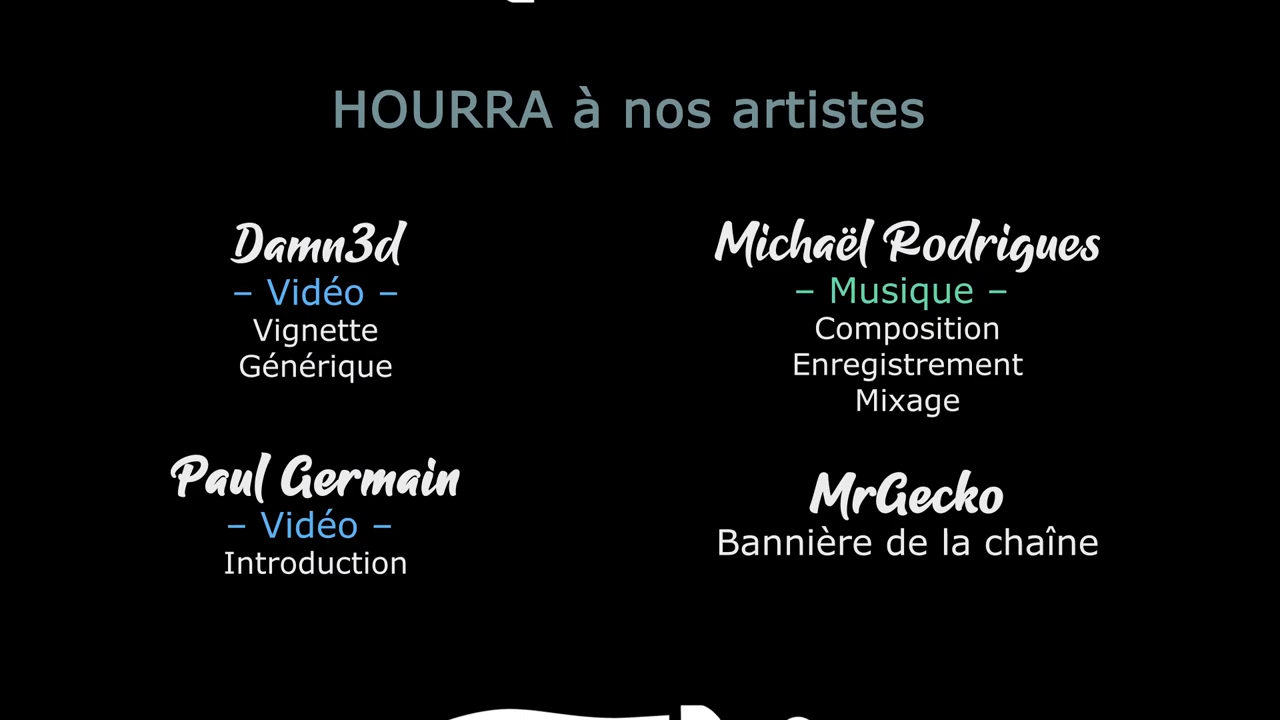 HOURRA à nos artistes
Damn3d
– Vidéo –
Vignette
Générique
Michaël Rodrigues
– Musique –
Composition
Enregistrement
Mixage
Paul Germain
– Vidéo –
Introduction
MrGecko
Bannière de la chaîne